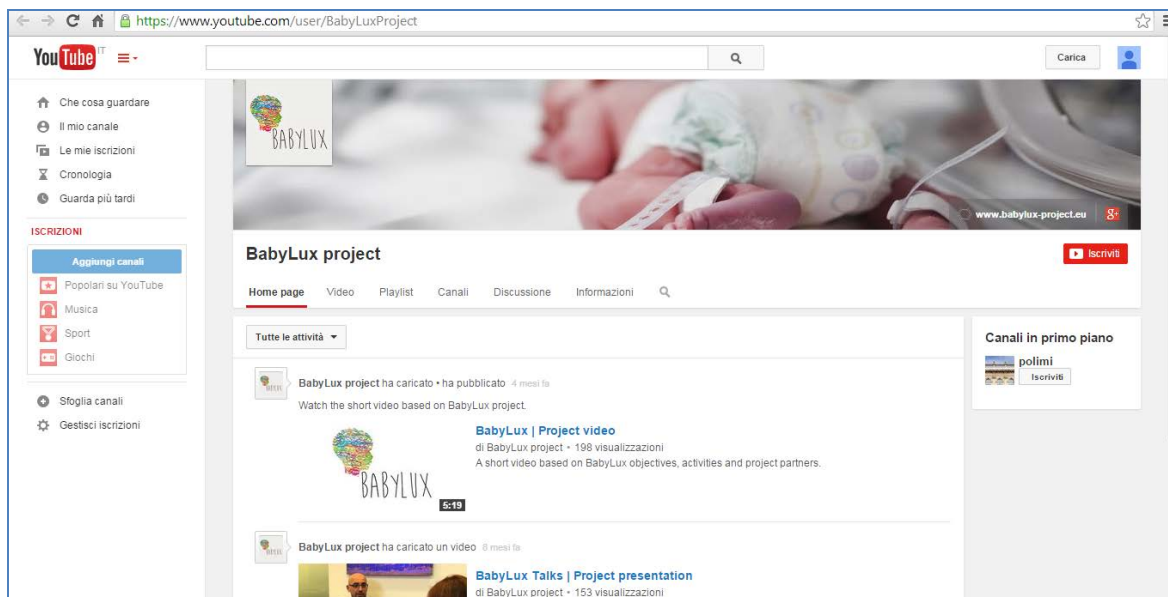 https://www.youtube.com/user/BabyLuxProject
YouTube IT
Carica
Che cosa guardare
Il mio canale
Le mie iscrizioni
Cronologia
Guarda più tardi
ISCRIZIONI
Aggiungi canali
Popolari su YouTube
Musica
Sport
Giochi
Sfoglia canali
Gestisci iscrizioni
BABYLUX
www.babylux-project.eu
g+
BabyLux project
Iscriviti
Home page Video Playlist Canali Discussione Informazioni
Tutte le attività
BabyLux project ha caricato • ha pubblicato 4 mesi fa
Watch the short video based on BabyLux project.
BABYLUX
5:19
BabyLux | Project video
di BabyLux project • 198 visualizzazioni
A short video based on BabyLux objectives, activities and project partners.
BabyLux project ha caricato un video 8 mesi fa
BabyLux Talks | Project presentation
di BabyLux project • 153 visualizzazioni
Canali in primo piano
polimi
Iscriviti